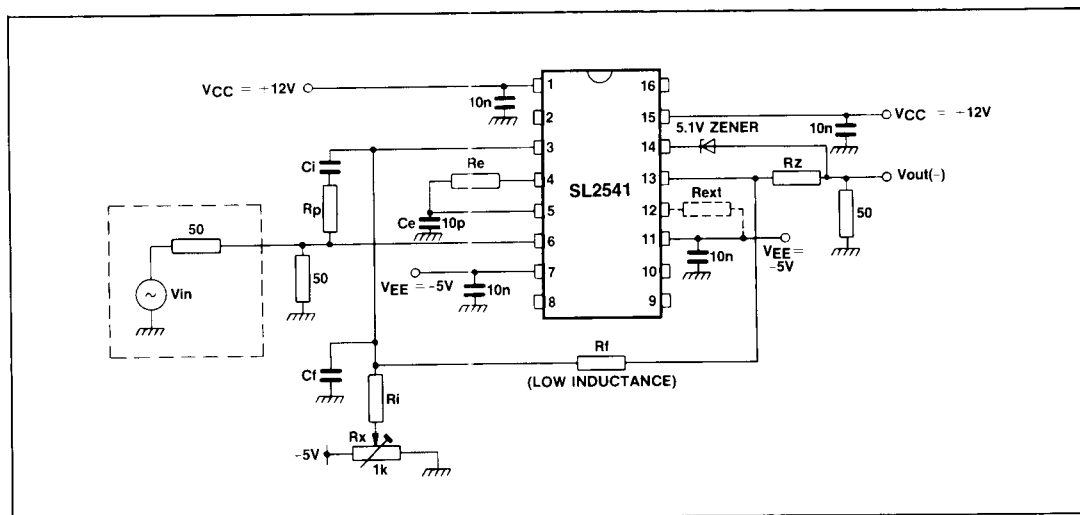 VCC = +12V
10n
1
2
3
4
5
6
7
8
16
15
14
13
12
11
10
9
SL2541
5.1V ZENER
10n
VCC = +12V
Ci
Rp
Re
Ce
10p
Rz
Vout(-)
50
Rext
10n
VEE =
-5V
50
Vin
50
VEE = -5V
10n
Cf
Ri
Rf
(LOW INDUCTANCE)
Rx
-5V
1k